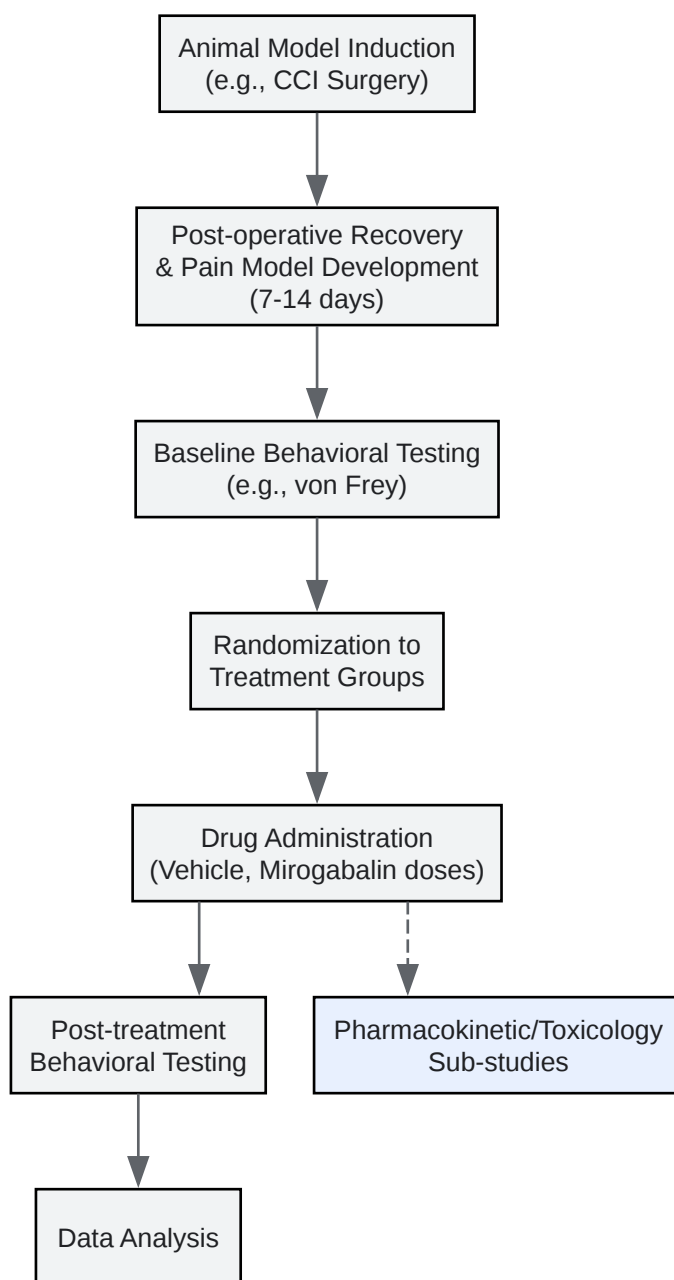 Animal Model Induction
(e.g., CCI Surgery)
Post-operative Recovery
& Pain Model Development
(7-14 days)
Baseline Behavioral Testing
(e.g., von Frey)
Randomization to
Treatment Groups
Drug Administration
(Vehicle, Mirogabalin doses)
Post-treatment
Behavioral Testing
Pharmacokinetic/Toxicology
Sub-studies
Data Analysis